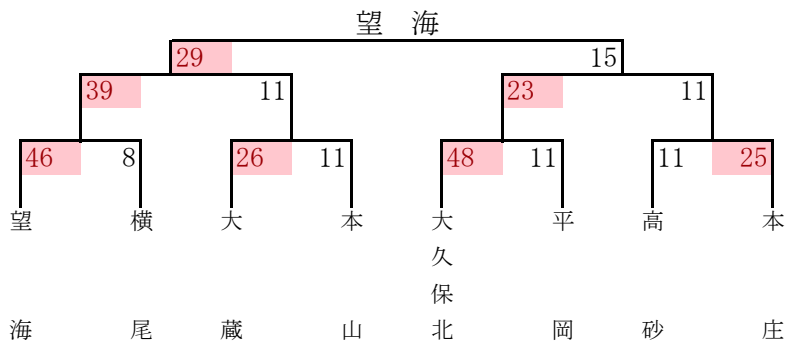 望海
29 15
39 11 23 11
46 8 26 11 48 11 11 25
望海 横尾 大蔵 本山 大久保北 平岡 高砂 本庄